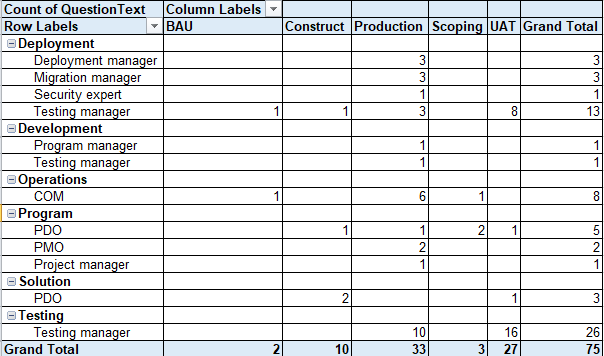 Count of QuestionText Column Labels
Row Labels BAU Construct Production Scoping UAT Grand Total
Deployment
Deployment manager 3 3
Migration manager 3 3
Security expert 1 1
Testing manager 1 1 3 8 13
Development
Program manager 1 1
Testing manager 1 1
Operations
COM 1 6 1 8
Program
PDO 1 1 2 1 5
PMO 2 2
Project manager 1 1
Solution
PDO 2 1 3
Testing
Testing manager 10 16 26
Grand Total 2 10 33 3 27 75